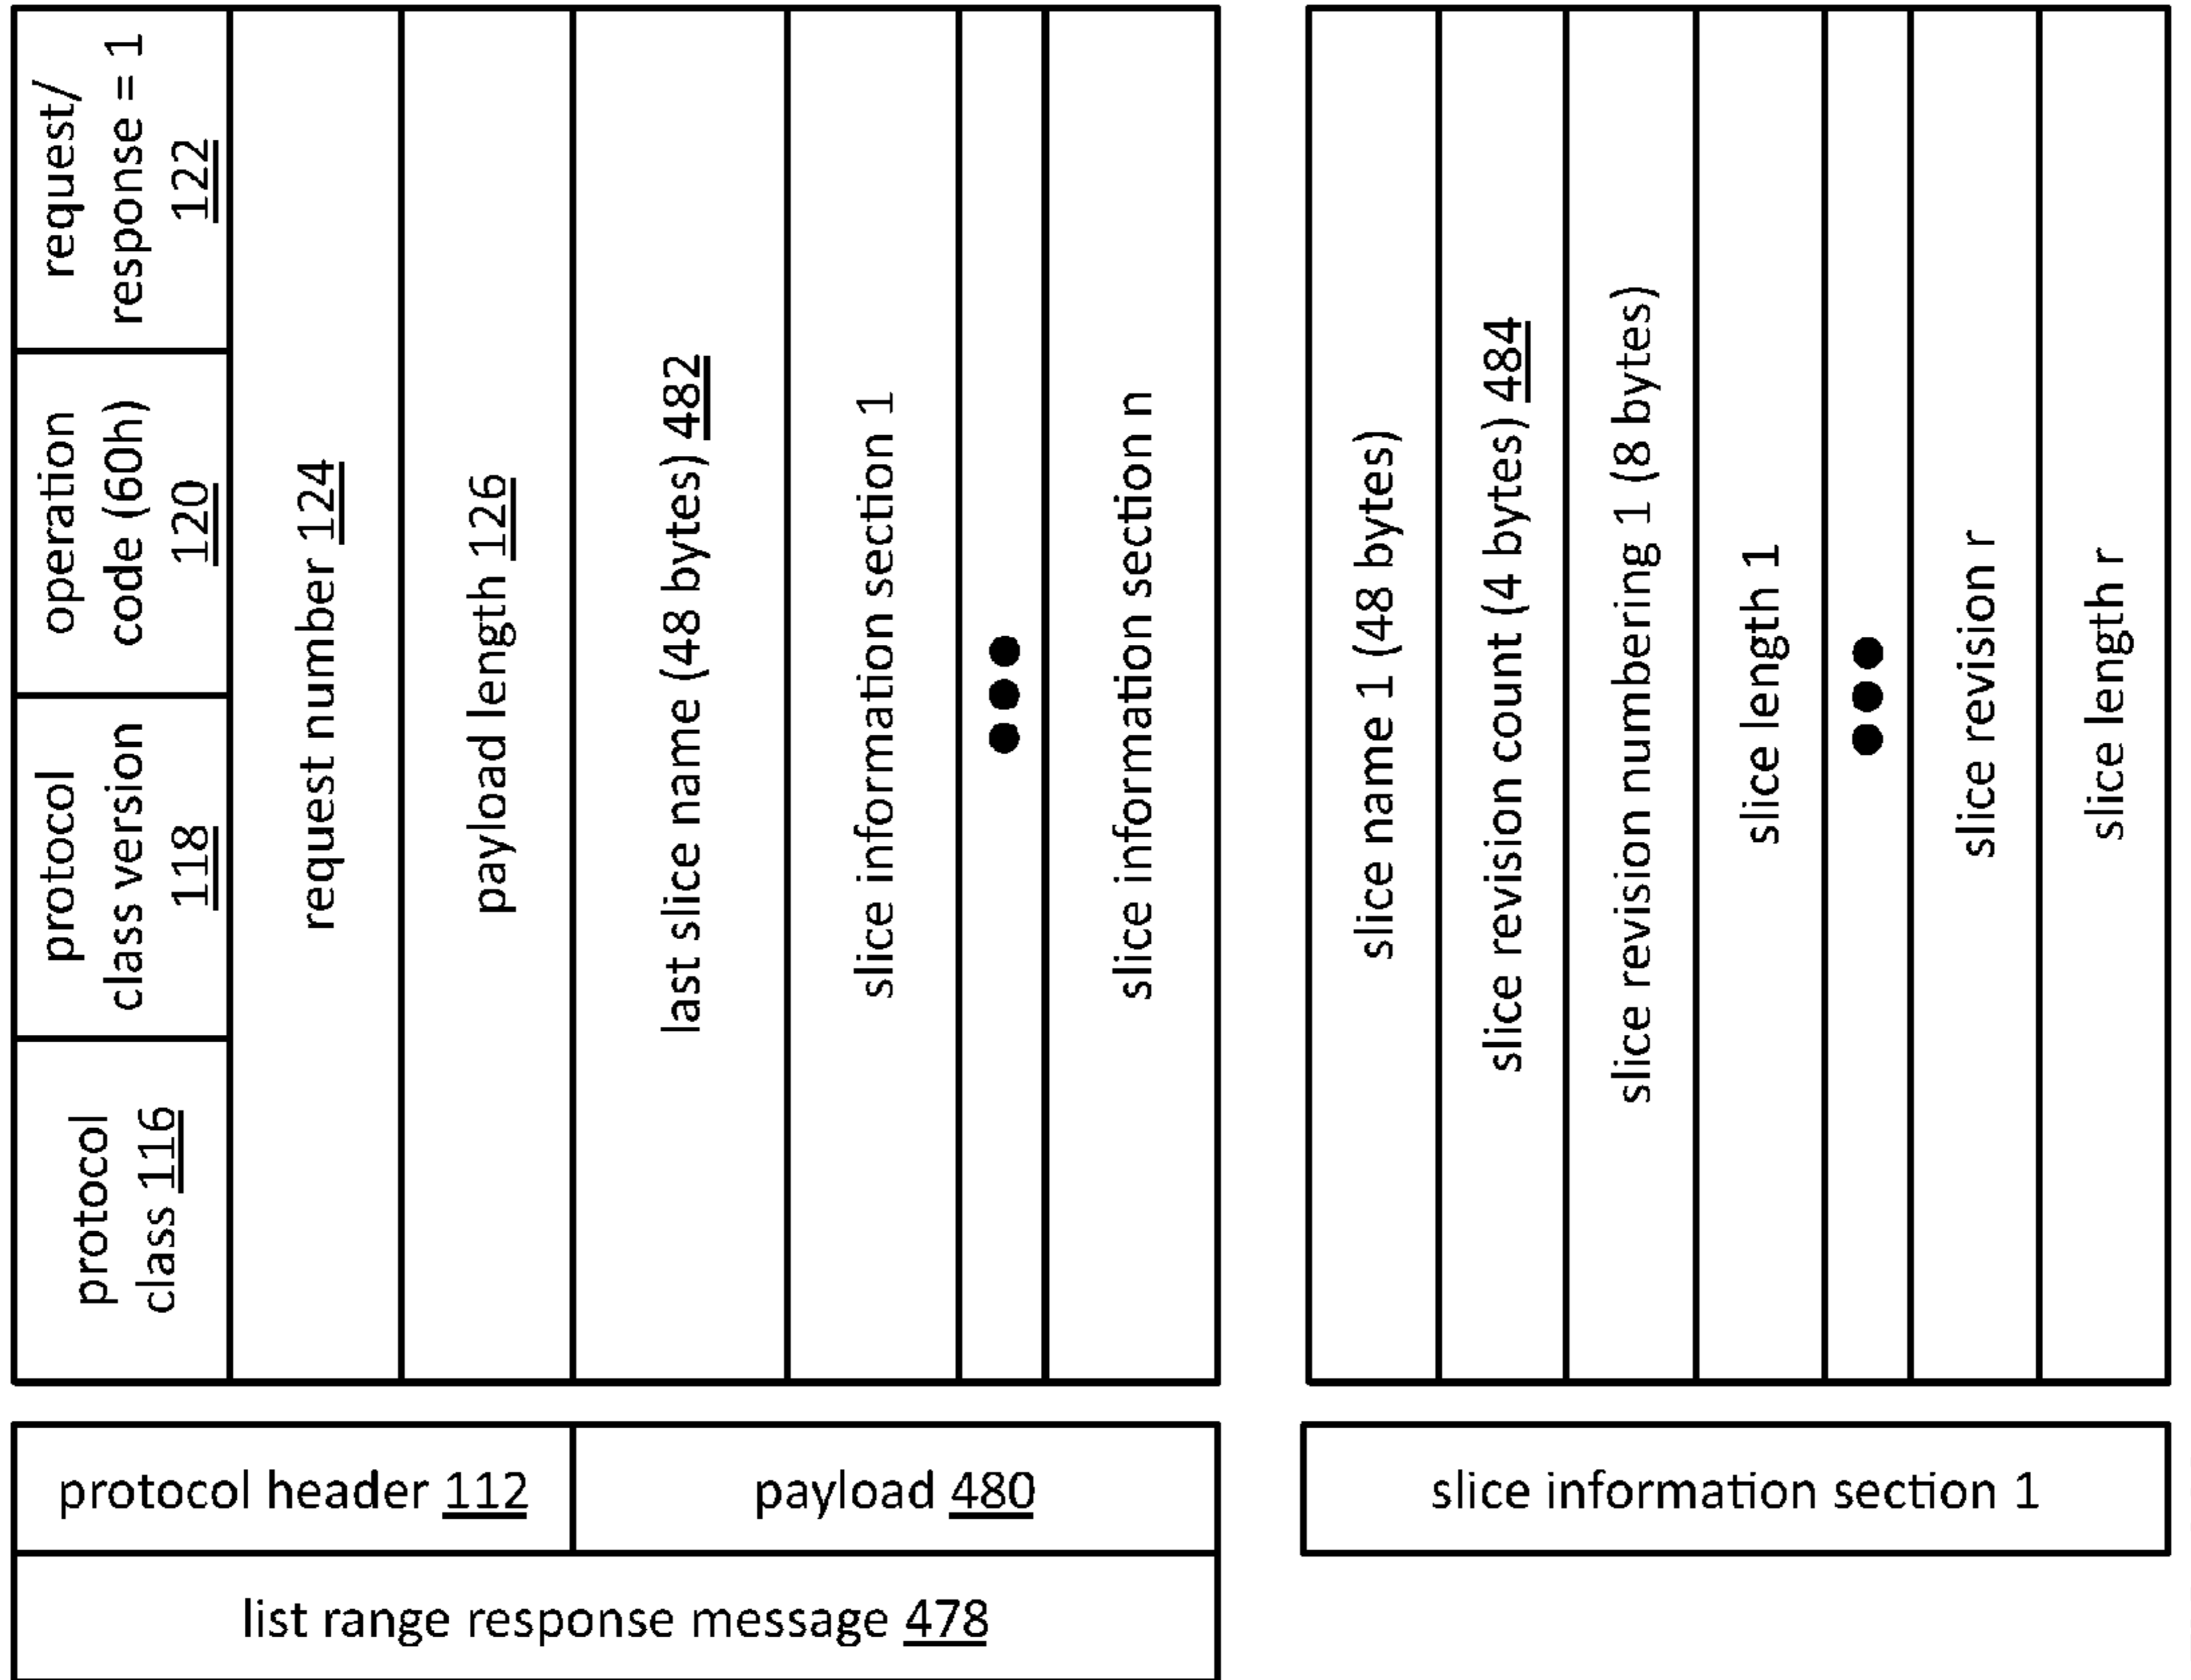 protocol
class 116
protocol
class version
118
operation
code (60h)
120
request/
response = 1
122
request number 124
payload length 126
last slice name (48 bytes) 482
slice information section 1
slice information section n
protocol header 112
payload 480
list range response message 478
slice name 1 (48 bytes)
slice revision count (4 bytes) 484
slice revision numbering 1 (8 bytes)
slice length 1
slice revision r
slice length r
slice information section 1